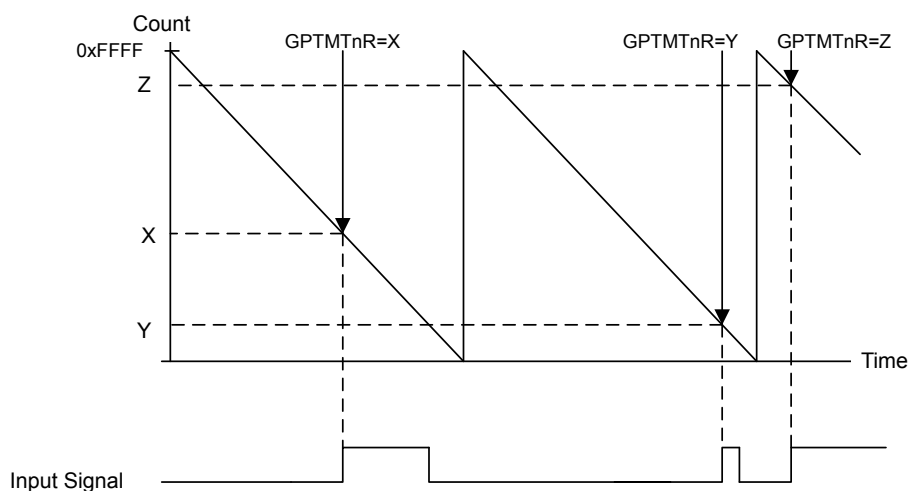 Count
0xFFFF
GPTMTnR=X
GPTMTnR=Y
GPTMTnR=Z
Z
X
Y
Time
Input Signal